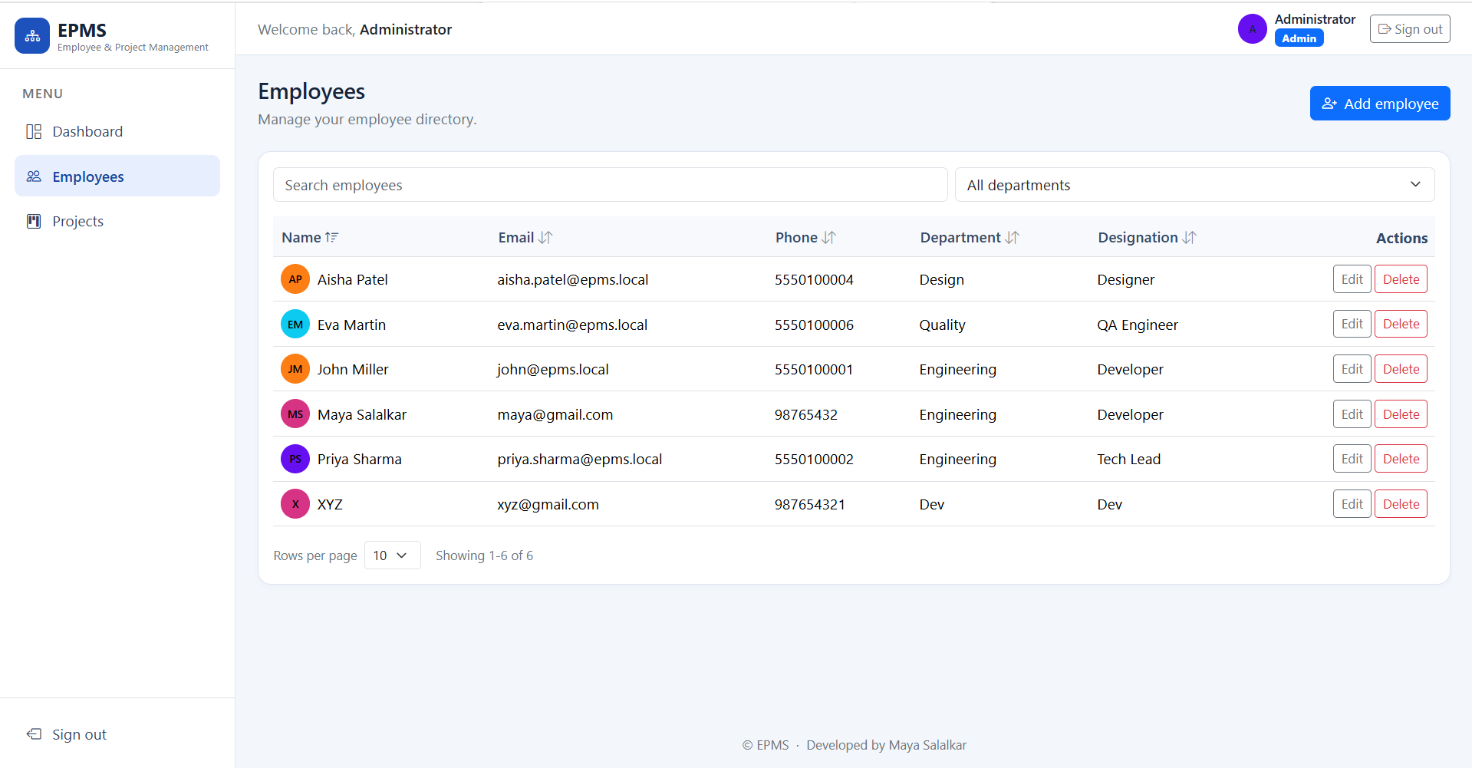 EPMS
Employee & Project Management
Welcome back, Administrator
A
Administrator
Admin
Sign out
MENU
Dashboard
Employees
Projects
Sign out
Employees
Manage your employee directory.
Add employee
Search employees
All departments
Name Email Phone Department Designation Actions
AP Aisha Patel aisha.patel@epms.local 5550100004 Design Designer Edit Delete
EM Eva Martin eva.martin@epms.local 5550100006 Quality QA Engineer Edit Delete
JM John Miller john@epms.local 5550100001 Engineering Developer Edit Delete
MS Maya Salalkar maya@gmail.com 98765432 Engineering Developer Edit Delete
PS Priya Sharma priya.sharma@epms.local 5550100002 Engineering Tech Lead Edit Delete
X XYZ xyz@gmail.com 987654321 Dev Dev Edit Delete
Rows per page 10 Showing 1-6 of 6
© EPMS · Developed by Maya Salalkar